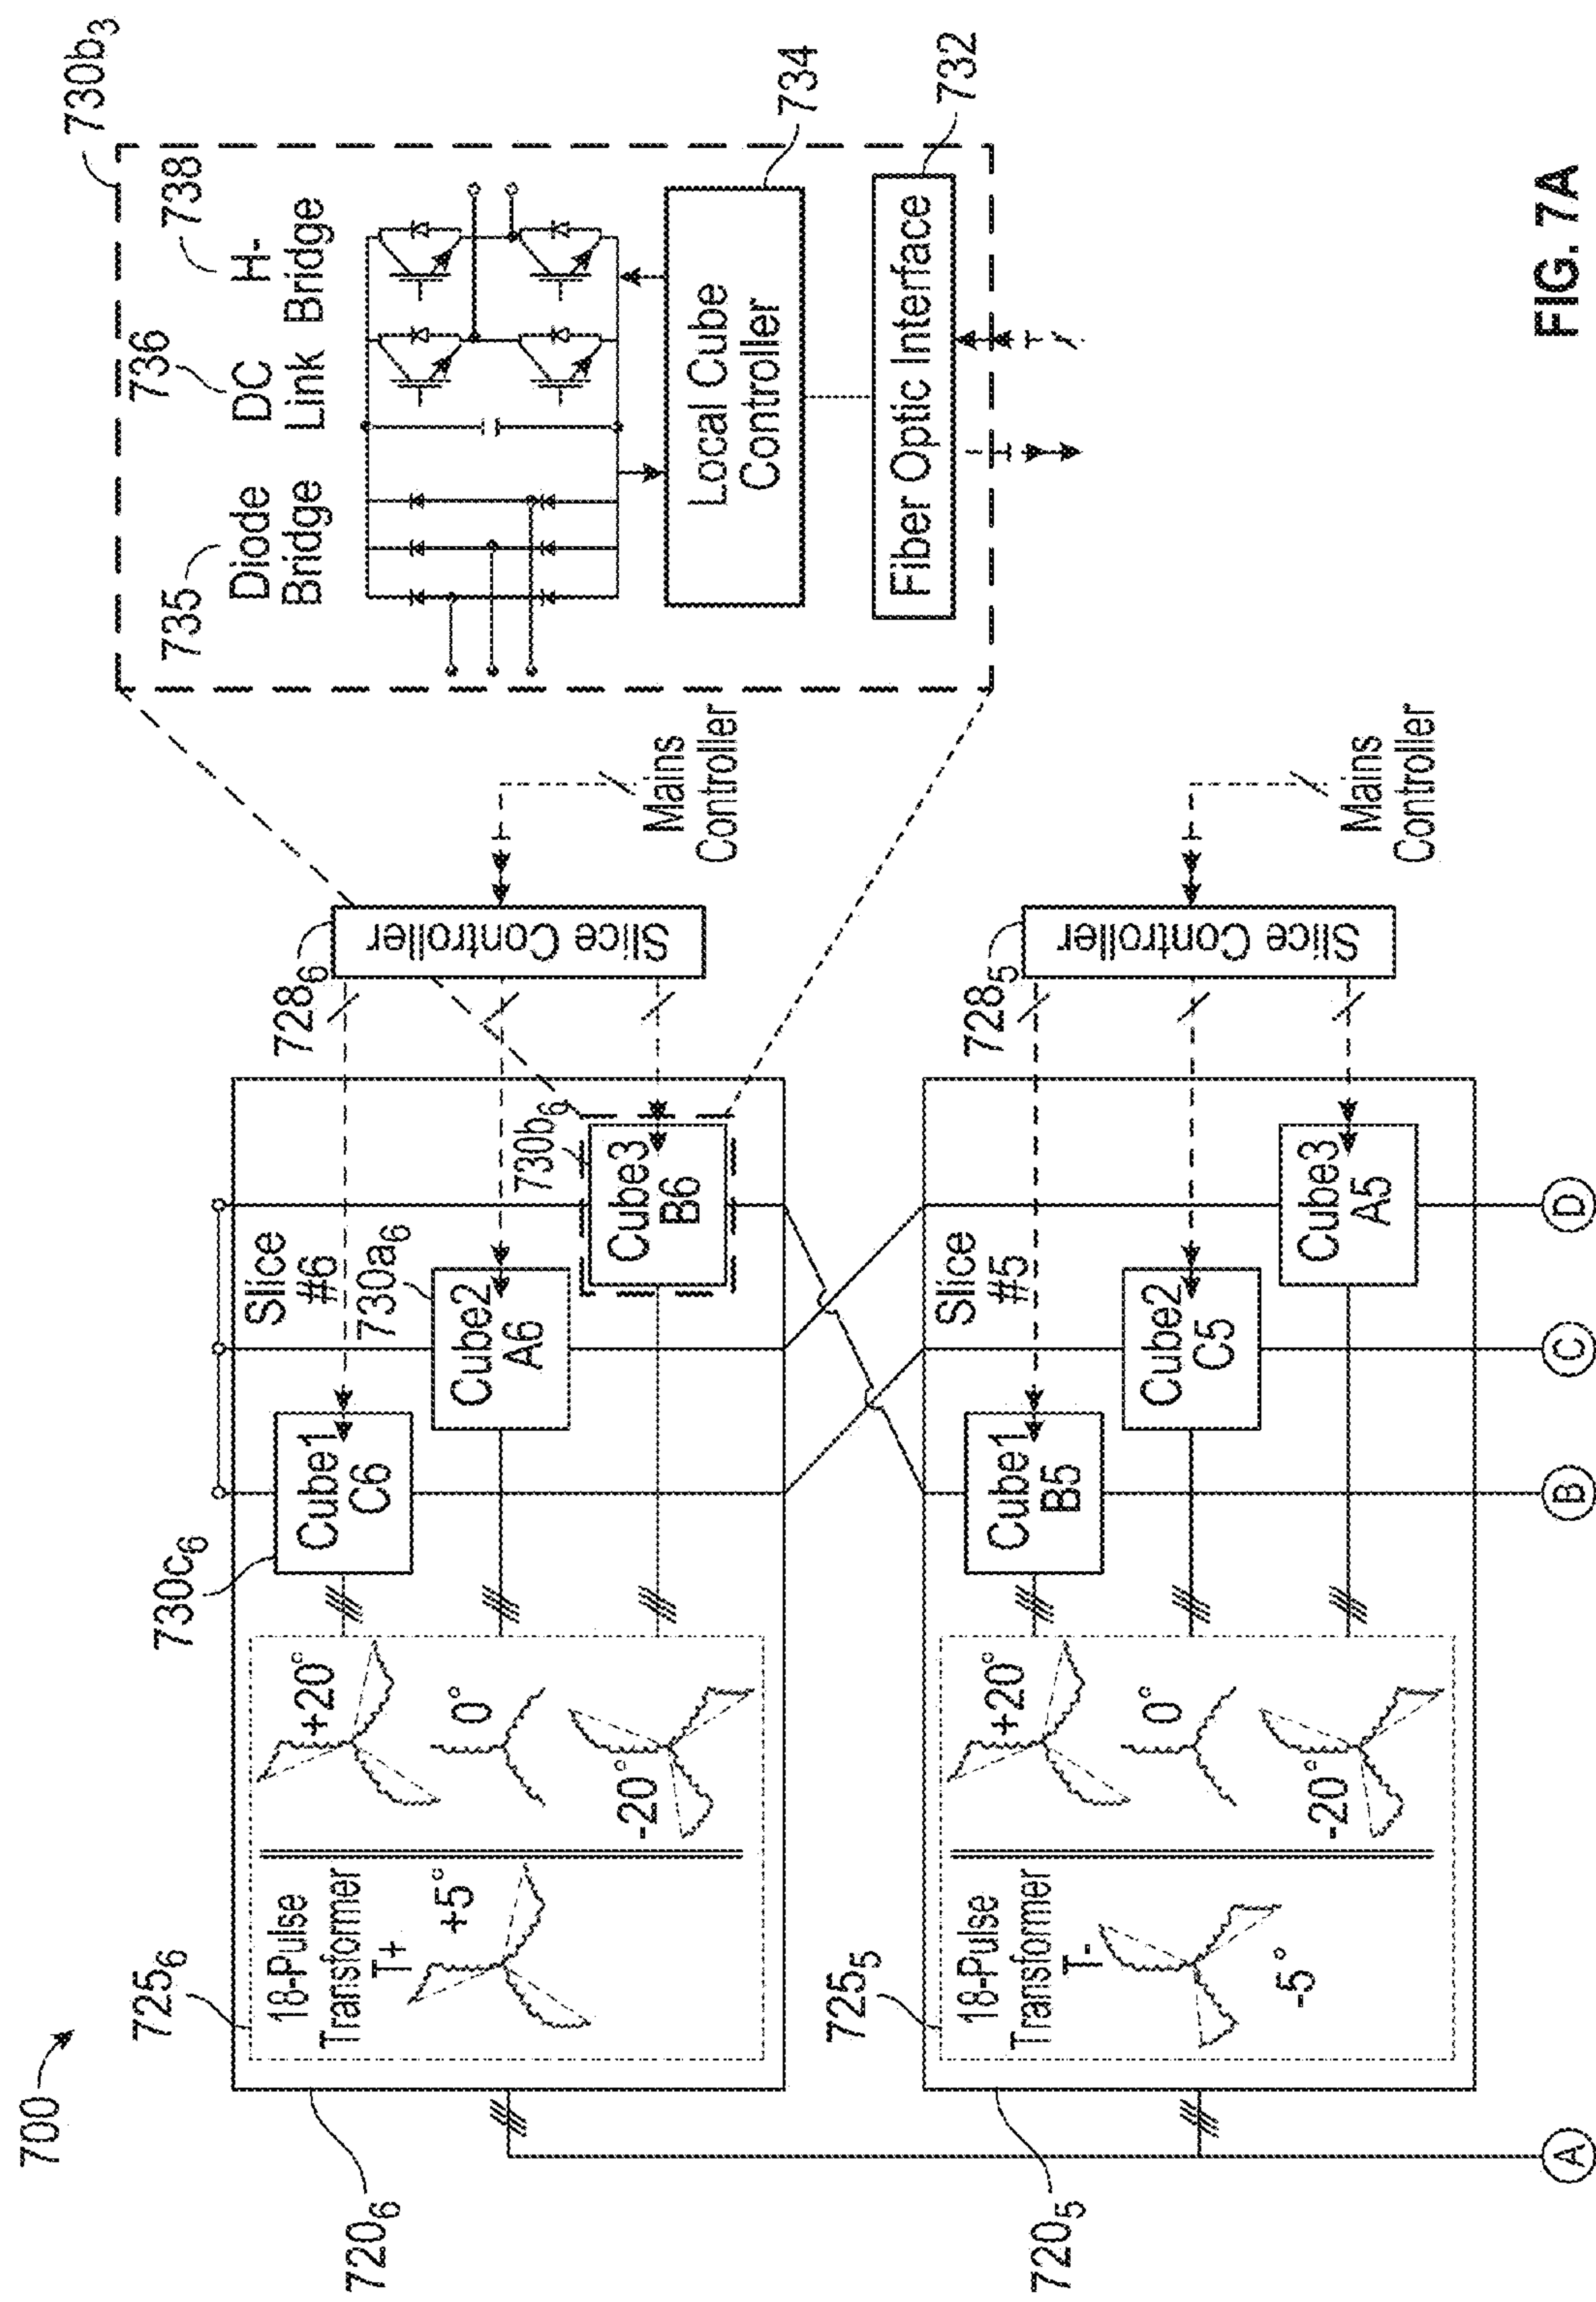 700
730b3
735
736
738
Diode
Bridge
DC
Link
H-
Bridge
Local Cube
Controller
734
Fiber Optic Interface
732
7206
7256
18-Pulse
Transformer
T+
+5°
+20°
0°
-20°
730c6
Cube1
C6
Slice
#6
730a6
Cube2
A6
730b6
Cube3
B6
7286
Slice Controller
Mains
Controller
7205
7255
18-Pulse
Transformer
T-
-5°
+20°
0°
-20°
Cube1
B5
Slice
#5
Cube2
C5
Cube3
A5
7285
Slice Controller
Mains
Controller
A
B
C
D
FIG. 7A